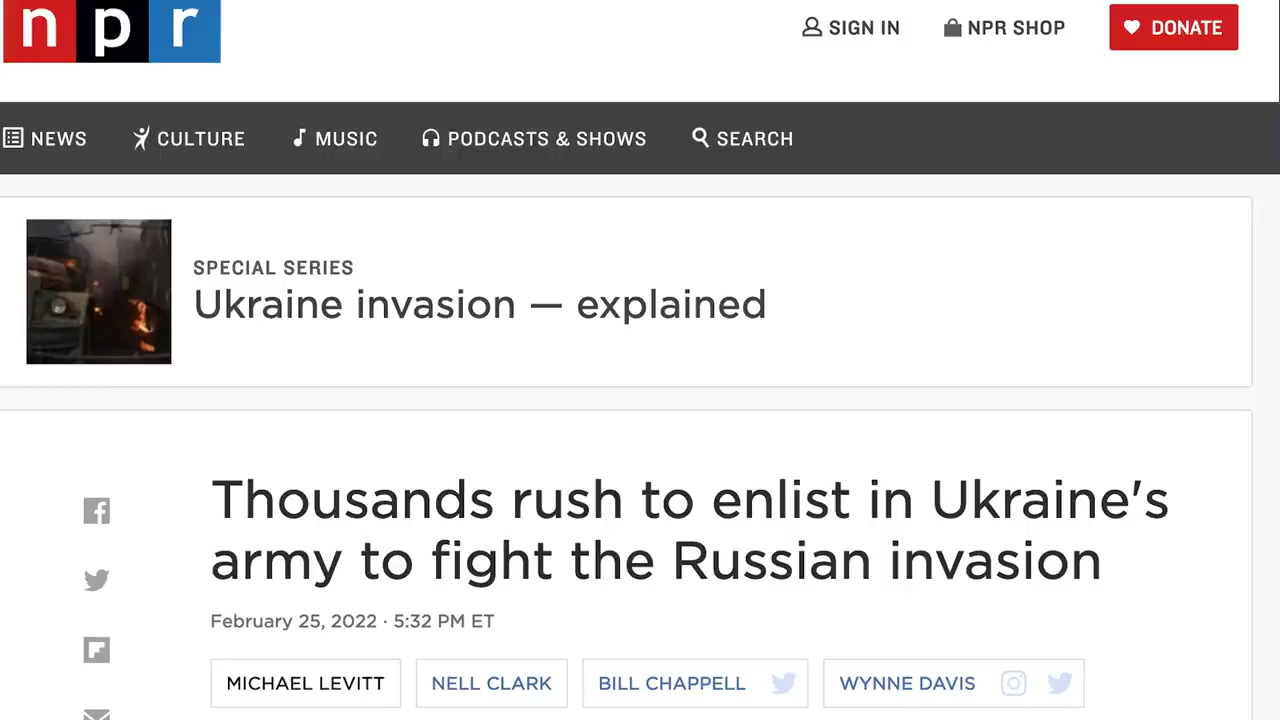 npr
SIGN IN
NPR SHOP
DONATE
NEWS
CULTURE
MUSIC
PODCASTS & SHOWS
SEARCH
SPECIAL SERIES
Ukraine invasion — explained
Thousands rush to enlist in Ukraine's
army to fight the Russian invasion
February 25, 2022 · 5:32 PM ET
MICHAEL LEVITT
NELL CLARK
BILL CHAPPELL
WYNNE DAVIS